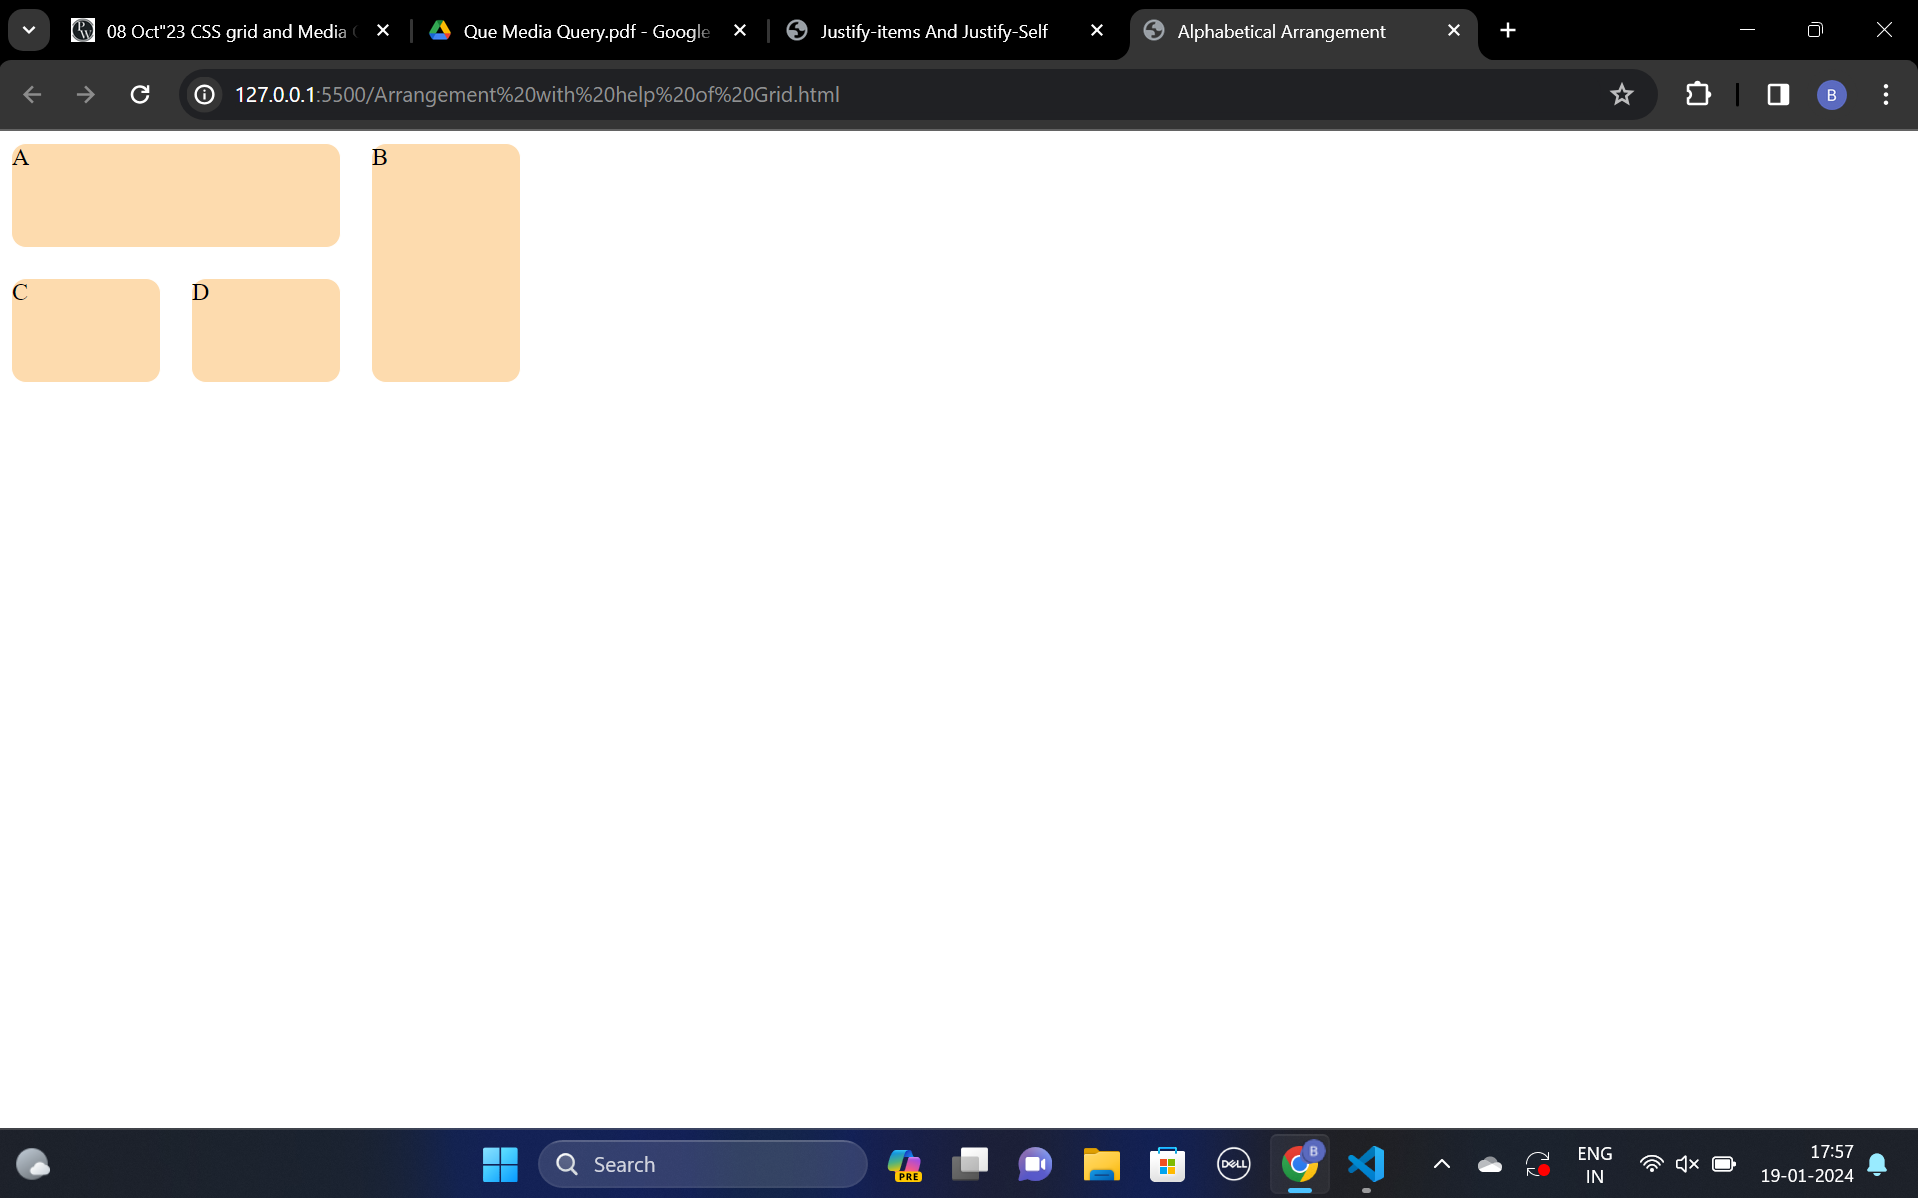 08 Oct"23 CSS grid and Media
Que Media Query.pdf - Google
Justify-items And Justify-Self
Alphabetical Arrangement
127.0.0.1:5500/Arrangement%20with%20help%20of%20Grid.html
B
A
B
C
D
Search
PRE
DELL
B
ENG
IN
17:57
19-01-2024